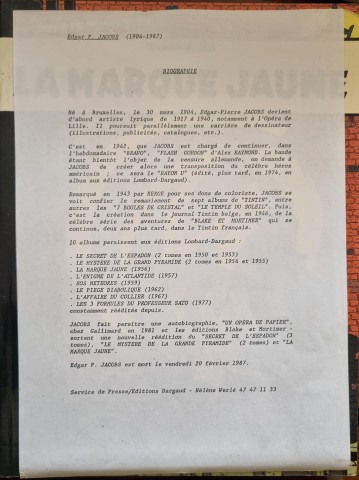 Edgar P. JACOBS (1904-1987)
BIOGRAPHIE
Né à Bruxelles, le 30 mars 1904, Edgar-Pierre JACOBS devient
d'abord artiste lyrique de 1917 à 1940, notamment à l'Opéra de
Lille. Il poursuit parallèlement une carrière de dessinateur
(illustrations, publicités, catalogues, etc.).
C'est en 1942, que JACOBS est chargé de continuer, dans
l'hebdomadaire "BRAVO", "FLASH GORDON" d'Alex RAYMOND. La bande
étant bientôt l'objet de la censure allemande, on demande à
JACOBS de créer alors une transposition du célèbre héros
américain ; ce sera le "RAYON U" (édité, plus tard, en 1974, en
album aux éditions Lombard-Dargaud).
Remarqué en 1943 par HERGE pour ses dons de coloriste, JACOBS se
voit confier le remaniement de sept albums de "TINTIN", entre
autres les "7 BOULES DE CRISTAL" et "LE TEMPLE DU SOLEIL". Puis,
c'est la création dans le journal Tintin belge, en 1946, de la
célèbre série des aventures de "BLAKE ET MORTIMER" qui se
continue, deux ans plus tard, dans le Tintin Français.
10 albums paraissent aux éditions Lombard-Dargaud :
. LE SECRET DE L'ESPADON (2 tomes en 1950 et 1953)
. LE MYSTERE DE LA GRANDE PYRAMIDE (2 tomes en 1954 et 1955)
. LA MARQUE JAUNE (1956)
. L'ENIGME DE L'ATLANTIDE (1957)
. SOS METEORES (1959)
. LE PIEGE DIABOLIQUE (1962)
. L'AFFAIRE DU COLLIER (1967)
. LES 3 FORMULES DU PROFESSEUR SATO (1977)
constamment réédités depuis.
JACOBS fait paraître une autobiographie, "UN OPERA DE PAPIER",
chez Gallimard en 1981 et les éditions Blake et Mortimer -
sortent une nouvelle réédition du "SECRET DE L'ESPADON" (3
tomes), "LE MYSTERE DE LA GRANDE PYRAMIDE" (2 tomes) et "LA
MARQUE JAUNE".
Edgar P. JACOBS est mort le vendredi 20 février 1987.
Service de Presse/Editions Dargaud - Hélène Werlé 47 47 11 33